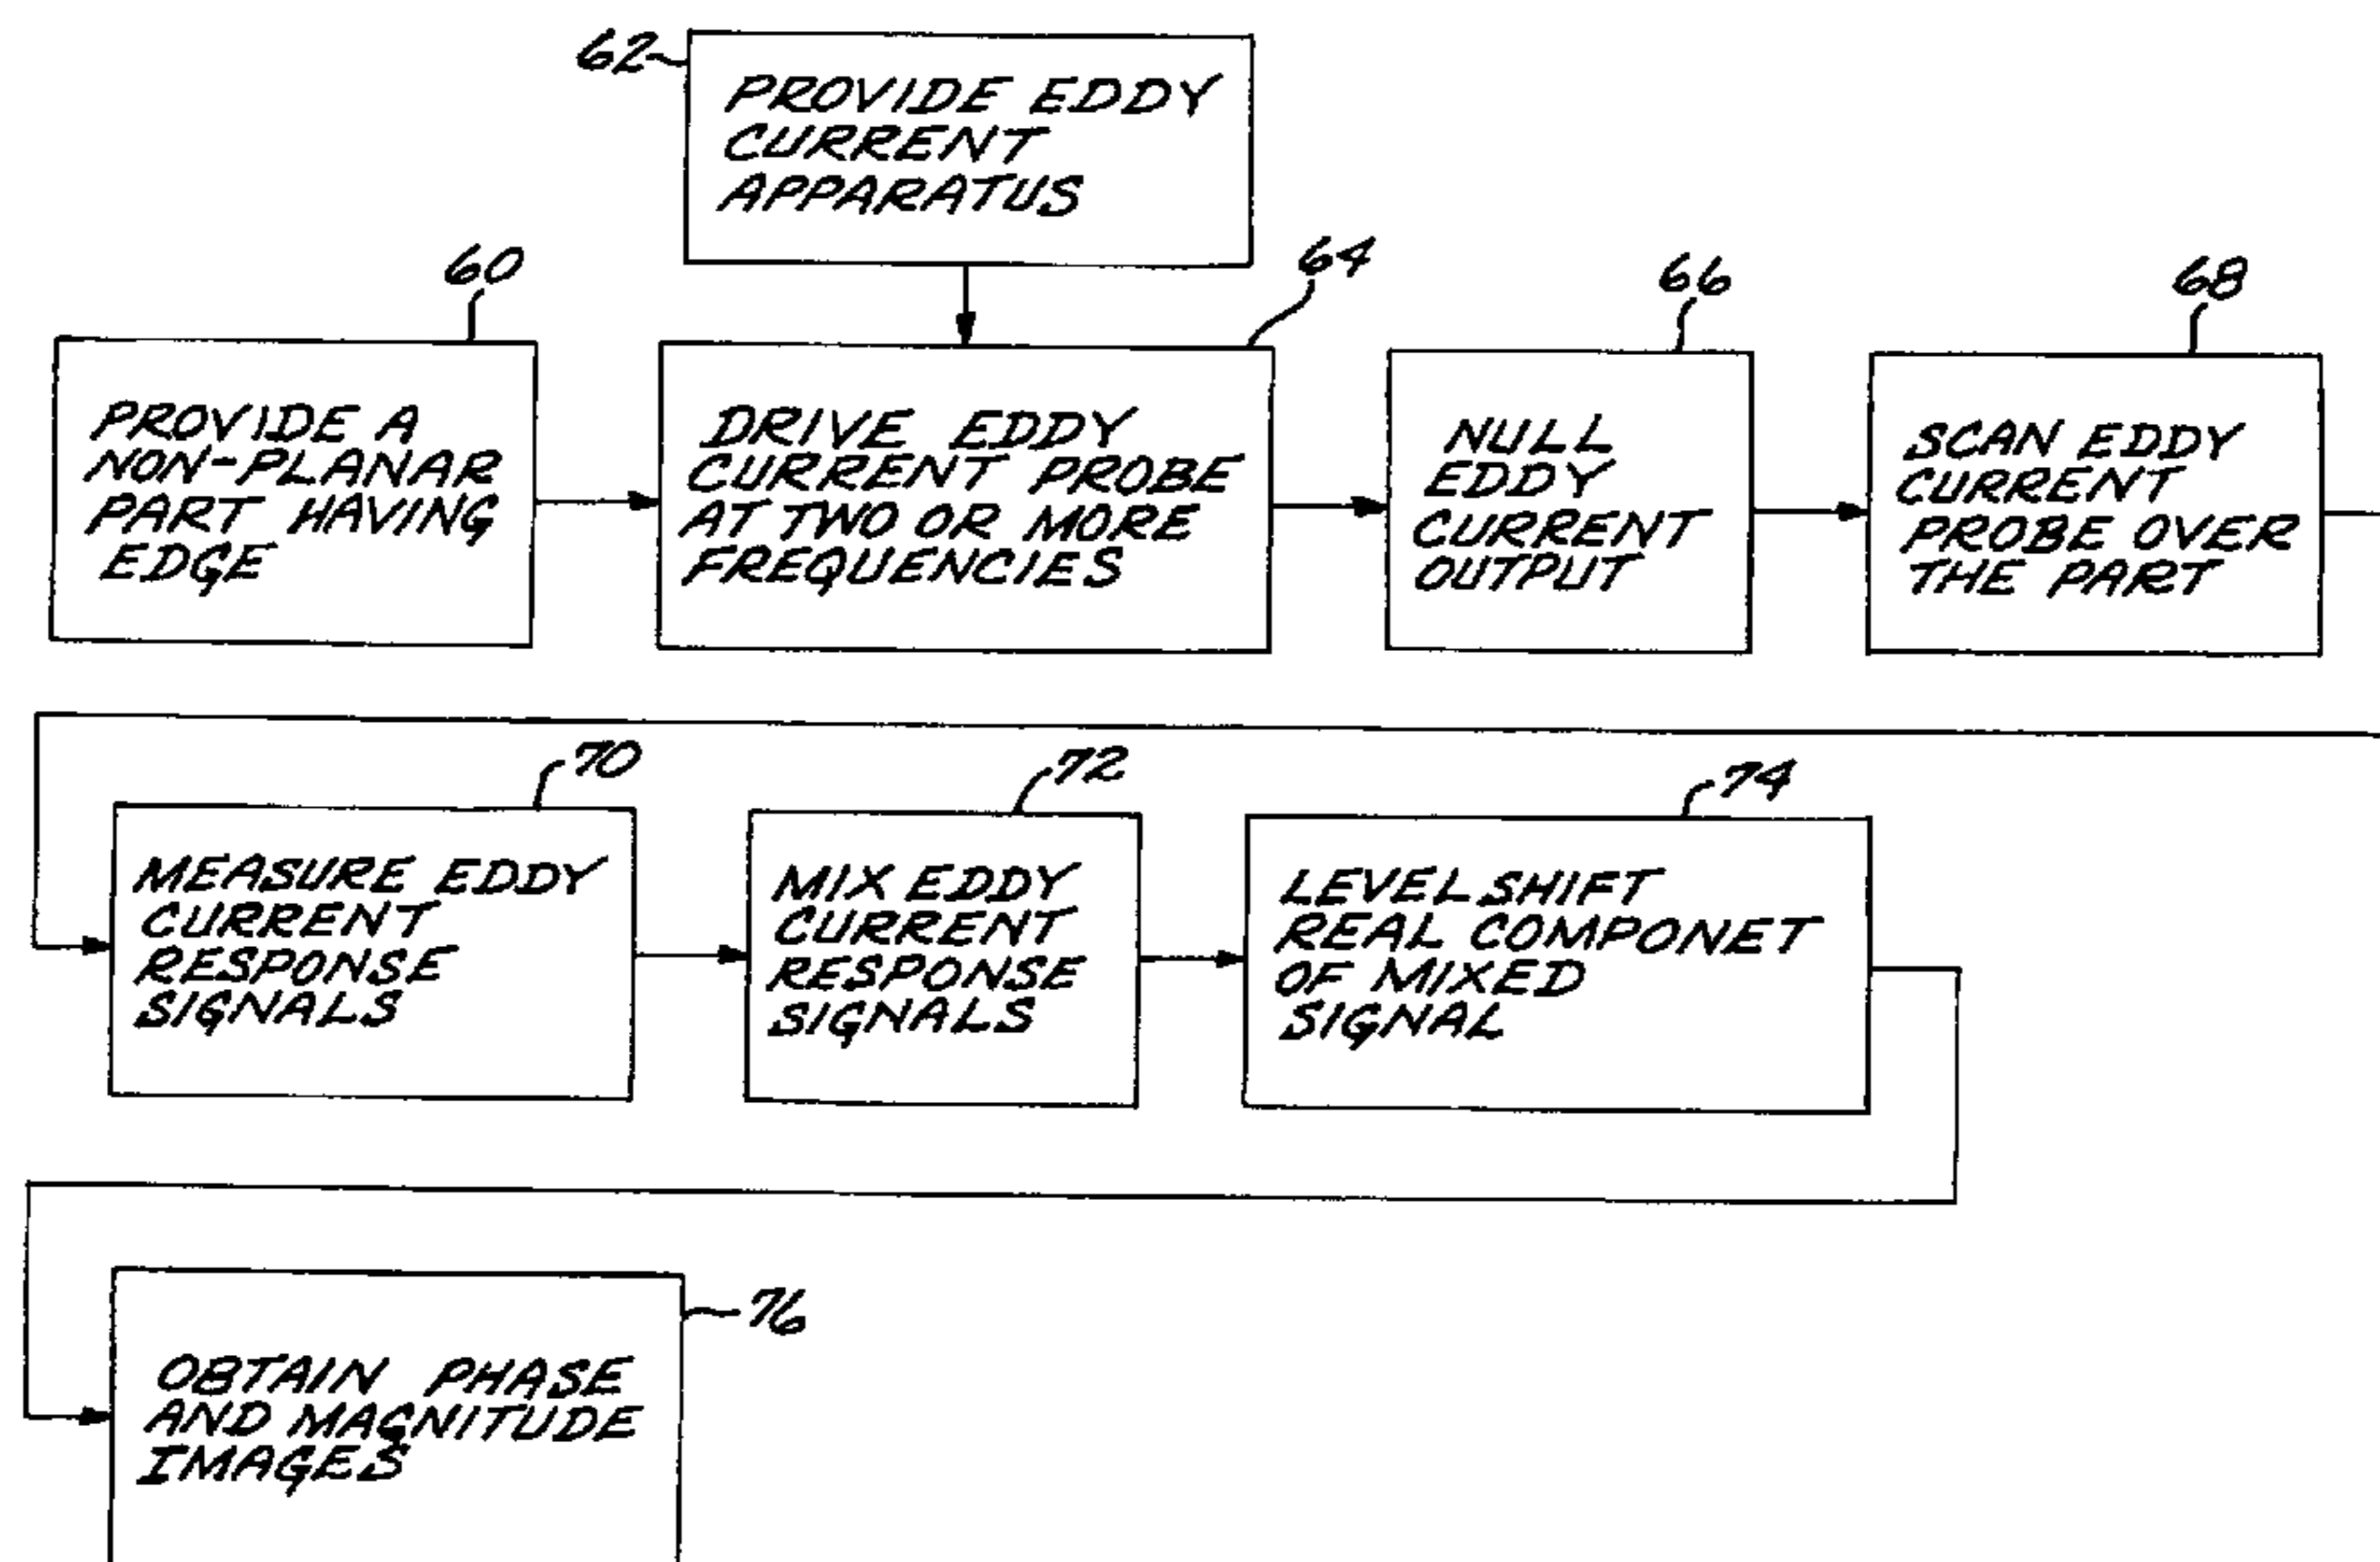 62
PROVIDE EDDY
CURRENT
APPARATUS
60
PROVIDE A
NON-PLANAR
PART HAVING
EDGE
64
DRIVE EDDY
CURRENT PROBE
AT TWO OR MORE
FREQUENCIES
66
NULL
EDDY
CURRENT
OUTPUT
68
SCAN EDDY
CURRENT
PROBE OVER
THE PART
70
MEASURE EDDY
CURRENT
RESPONSE
SIGNALS
72
MIX EDDY
CURRENT
RESPONSE
SIGNALS
74
LEVEL SHIFT
REAL COMPONET
OF MIXED
SIGNAL
76
OBTAIN PHASE
AND MAGNITUDE
IMAGES